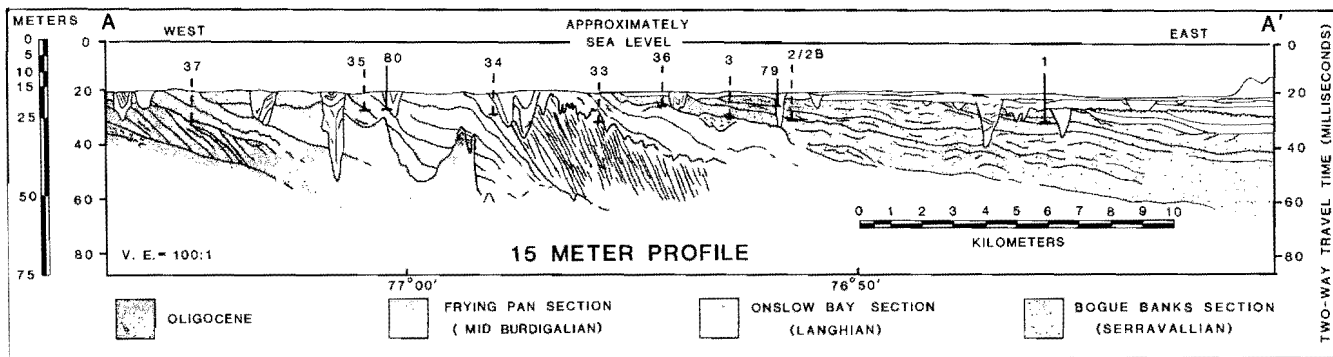 METERS
A
WEST
APPROXIMATELY
SEA LEVEL
EAST
A'
0
5
10
15
25
50
75
0
20
40
60
80
37
35
80
34
33
36
3
79
2/2B
1
0
20
40
60
80
TWO-WAY TRAVEL TIME (MILLISECONDS)
0 1 2 3 4 5 6 7 8 9 10
KILOMETERS
V. E. = 100:1
15 METER PROFILE
77°00'
76°50'
OLIGOCENE
FRYING PAN SECTION
(MID BURDIGALIAN)
ONSLOW BAY SECTION
(LANGHIAN)
BOGUE BANKS SECTION
(SERRAVALLIAN)